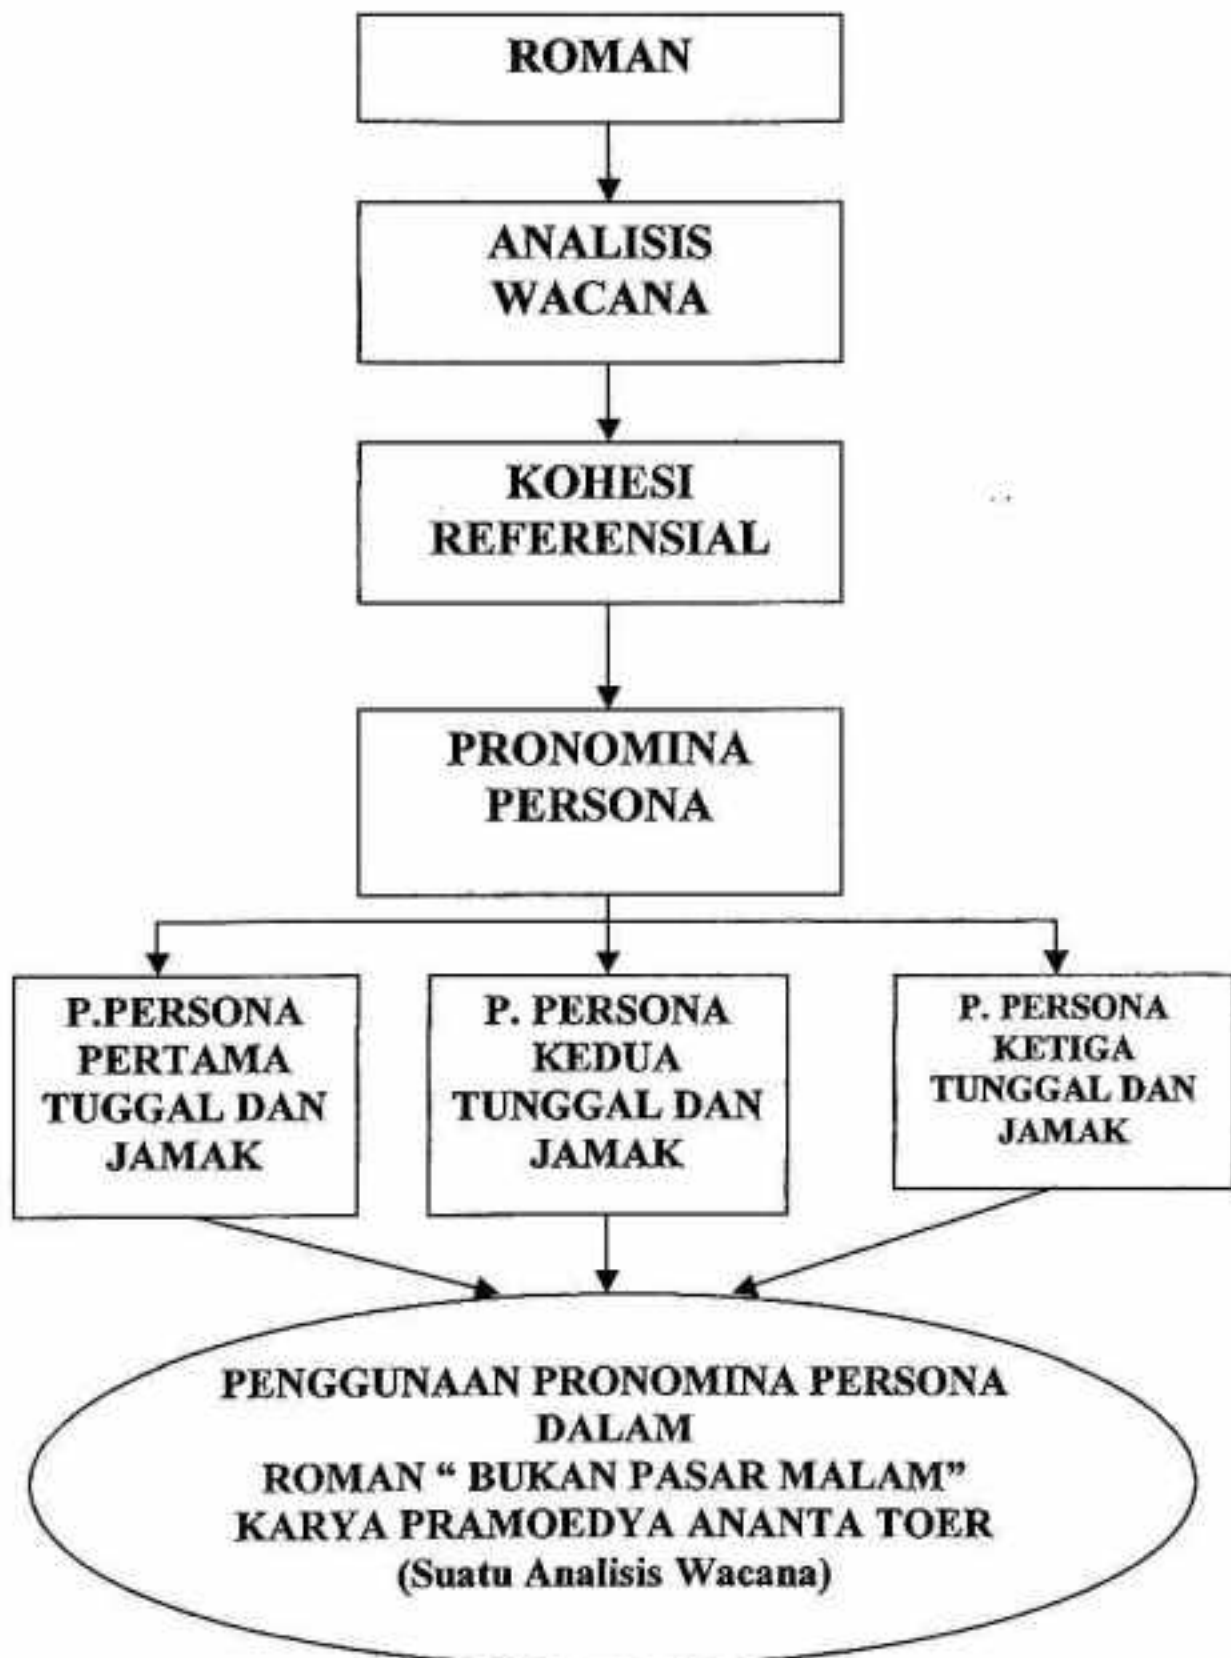 ROMAN
ANALISIS
WACANA
KOHESI
REFERENSIAL
PRONOMINA
PERSONA
P.PERSONA
PERTAMA
TUGGAL DAN
JAMAK
P. PERSONA
KEDUA
TUNGGAL DAN
JAMAK
P. PERSONA
KETIGA
TUNGGAL DAN
JAMAK
PENGGUNAAN PRONOMINA PERSONA
DALAM
ROMAN “ BUKAN PASAR MALAM”
KARYA PRAMOEDYA ANANTA TOER
(Suatu Analisis Wacana)